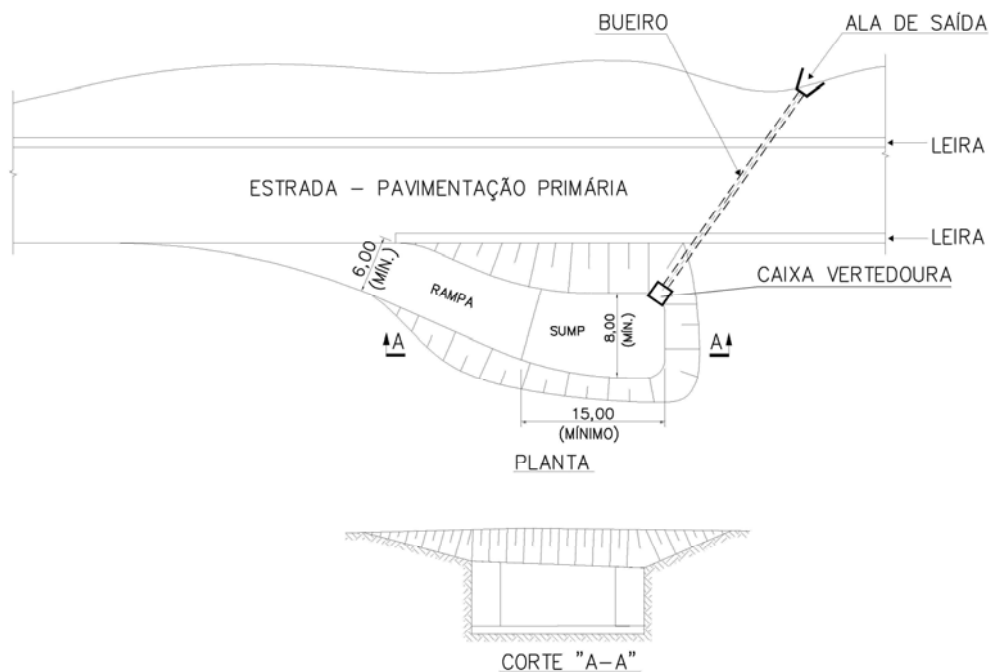 BUEIRO
ALA DE SAÍDA
LEIRA
ESTRADA – PAVIMENTAÇÃO PRIMÁRIA
LEIRA
6,00
(MÍN.)
CAIXA VERTEDOURA
RAMPA
SUMP
8,00
(MÍN.)
A
A
15,00
(MÍNIMO)
PLANTA
CORTE "A–A"